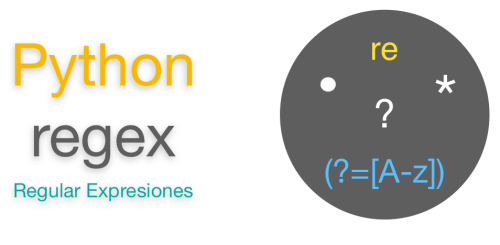 Python
regex
Regular Expresiones
re
. *
?
(?=[A-z])